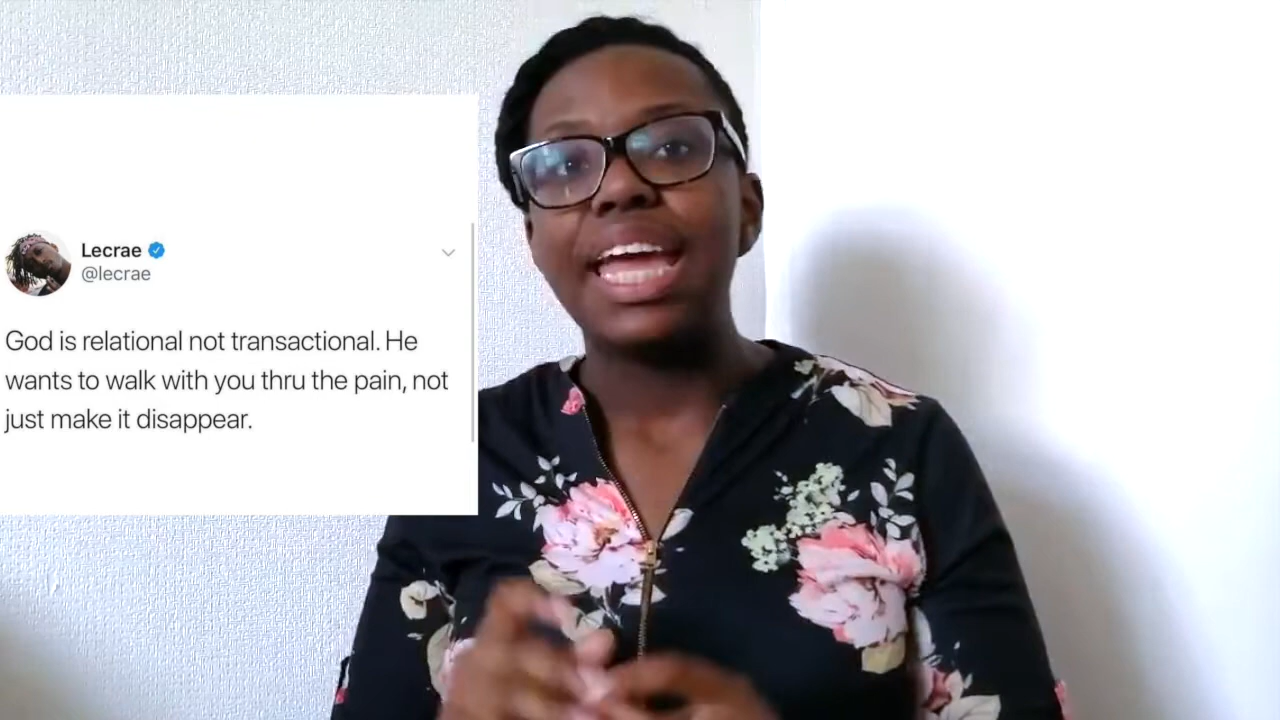 Lecrae
@lecrae
God is relational not transactional. He
wants to walk with you thru the pain, not
just make it disappear.